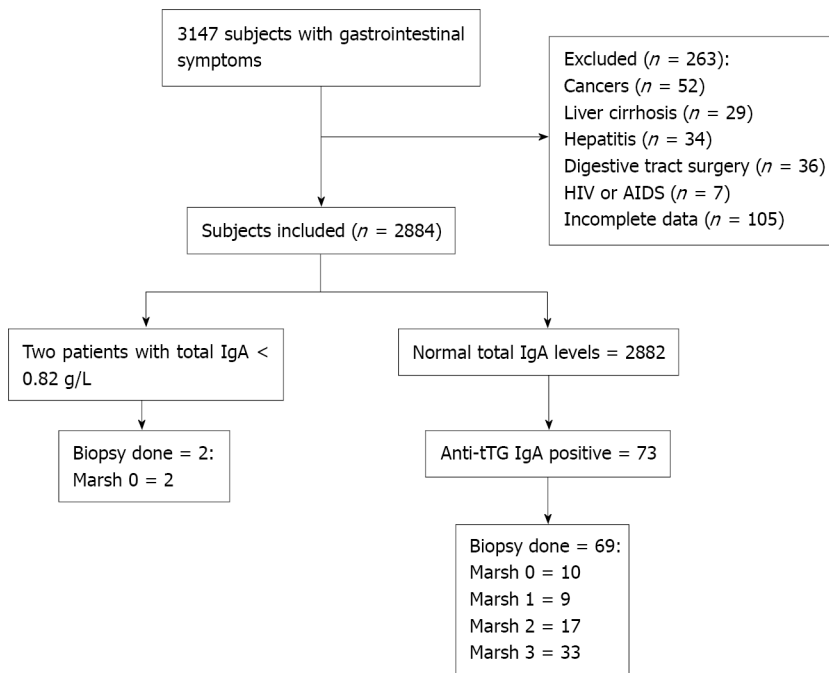 3147 subjects with gastrointestinal
symptoms
Excluded (n = 263):
Cancers (n = 52)
Liver cirrhosis (n = 29)
Hepatitis (n = 34)
Digestive tract surgery (n = 36)
HIV or AIDS (n = 7)
Incomplete data (n = 105)
Subjects included (n = 2884)
Two patients with total IgA <
0.82 g/L
Normal total IgA levels = 2882
Biopsy done = 2:
Marsh 0 = 2
Anti-tTG IgA positive = 73
Biopsy done = 69:
Marsh 0 = 10
Marsh 1 = 9
Marsh 2 = 17
Marsh 3 = 33